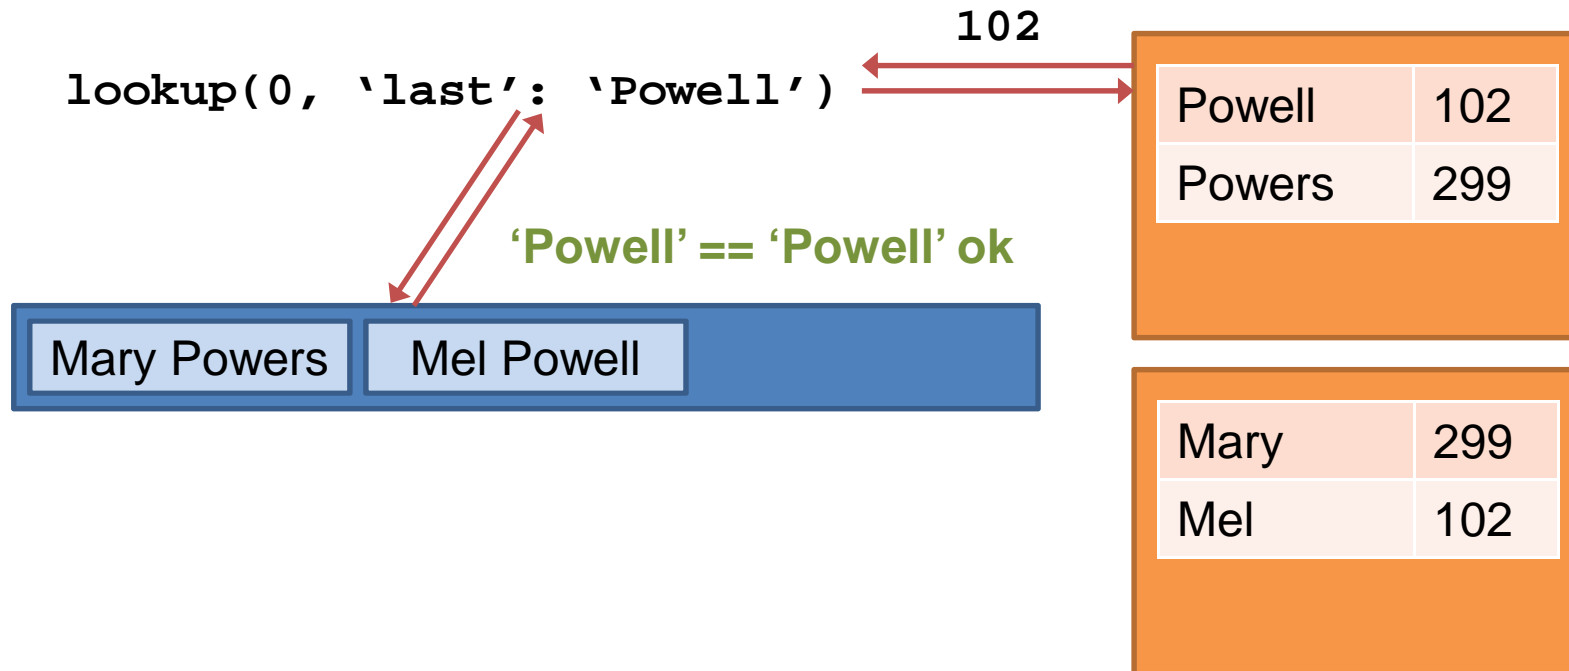 102
lookup(0, ‘last’: ‘Powell’)
Powell 102
Powers 299
‘Powell’ == ‘Powell’ ok
Mary Powers Mel Powell
Mary 299
Mel 102